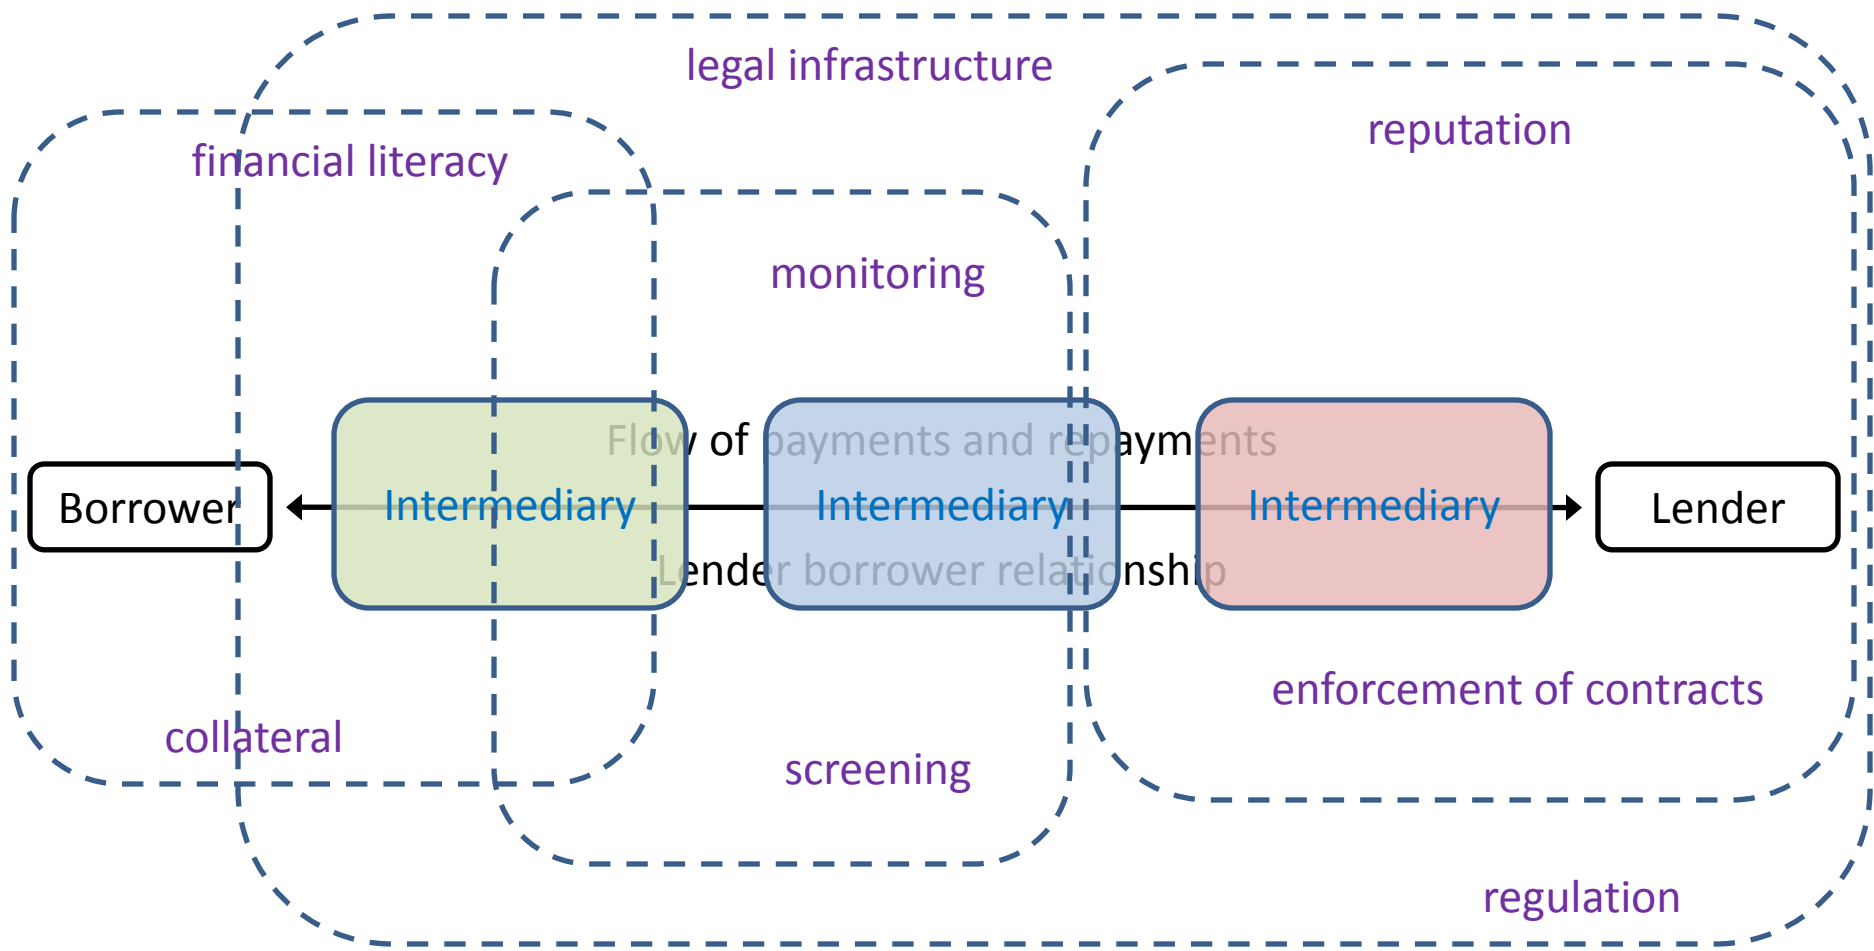 legal infrastructure
reputation
financial literacy
monitoring
Flow of payments and repayments
Borrower
Intermediary
Intermediary
Intermediary
Lender
Lender borrower relationship
enforcement of contracts
collateral
screening
regulation